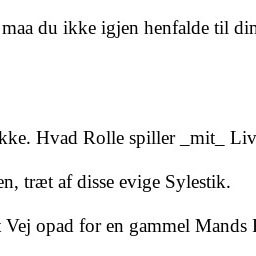 maa du ikke igjen henfalde til
kke. Hvad Rolle spiller _mit_ Liv
en, træt af disse evige Sylestik.
t Vej opad for en gammel Mands